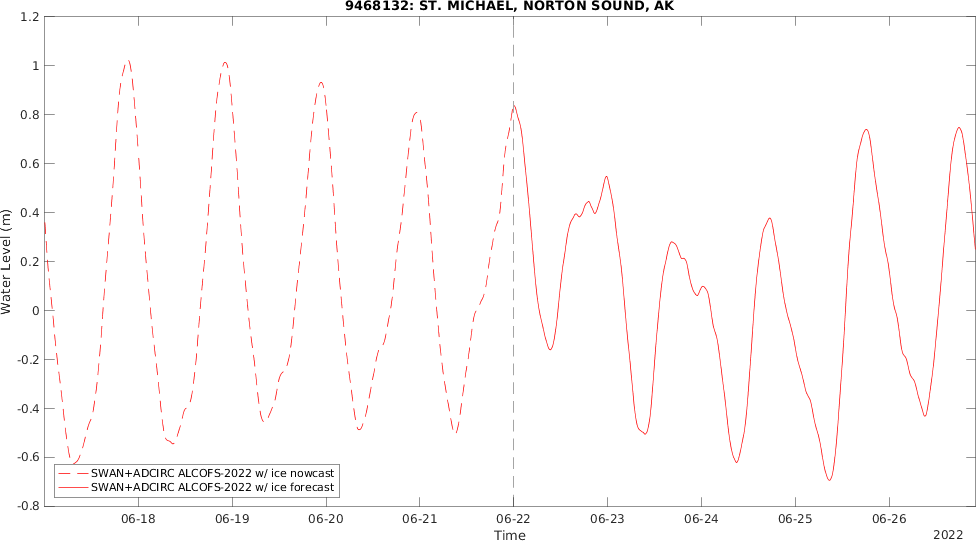 9468132: ST. MICHAEL, NORTON SOUND, AK
1.2
1
0.8
0.6
0.4
0.2
0
-0.2
-0.4
-0.6
-0.8
Water Level (m)
SWAN+ADCIRC ALCOFS-2022 w/ ice nowcast
SWAN+ADCIRC ALCOFS-2022 w/ ice forecast
06-18 06-19 06-20 06-21 06-22 06-23 06-24 06-25 06-26
Time
2022